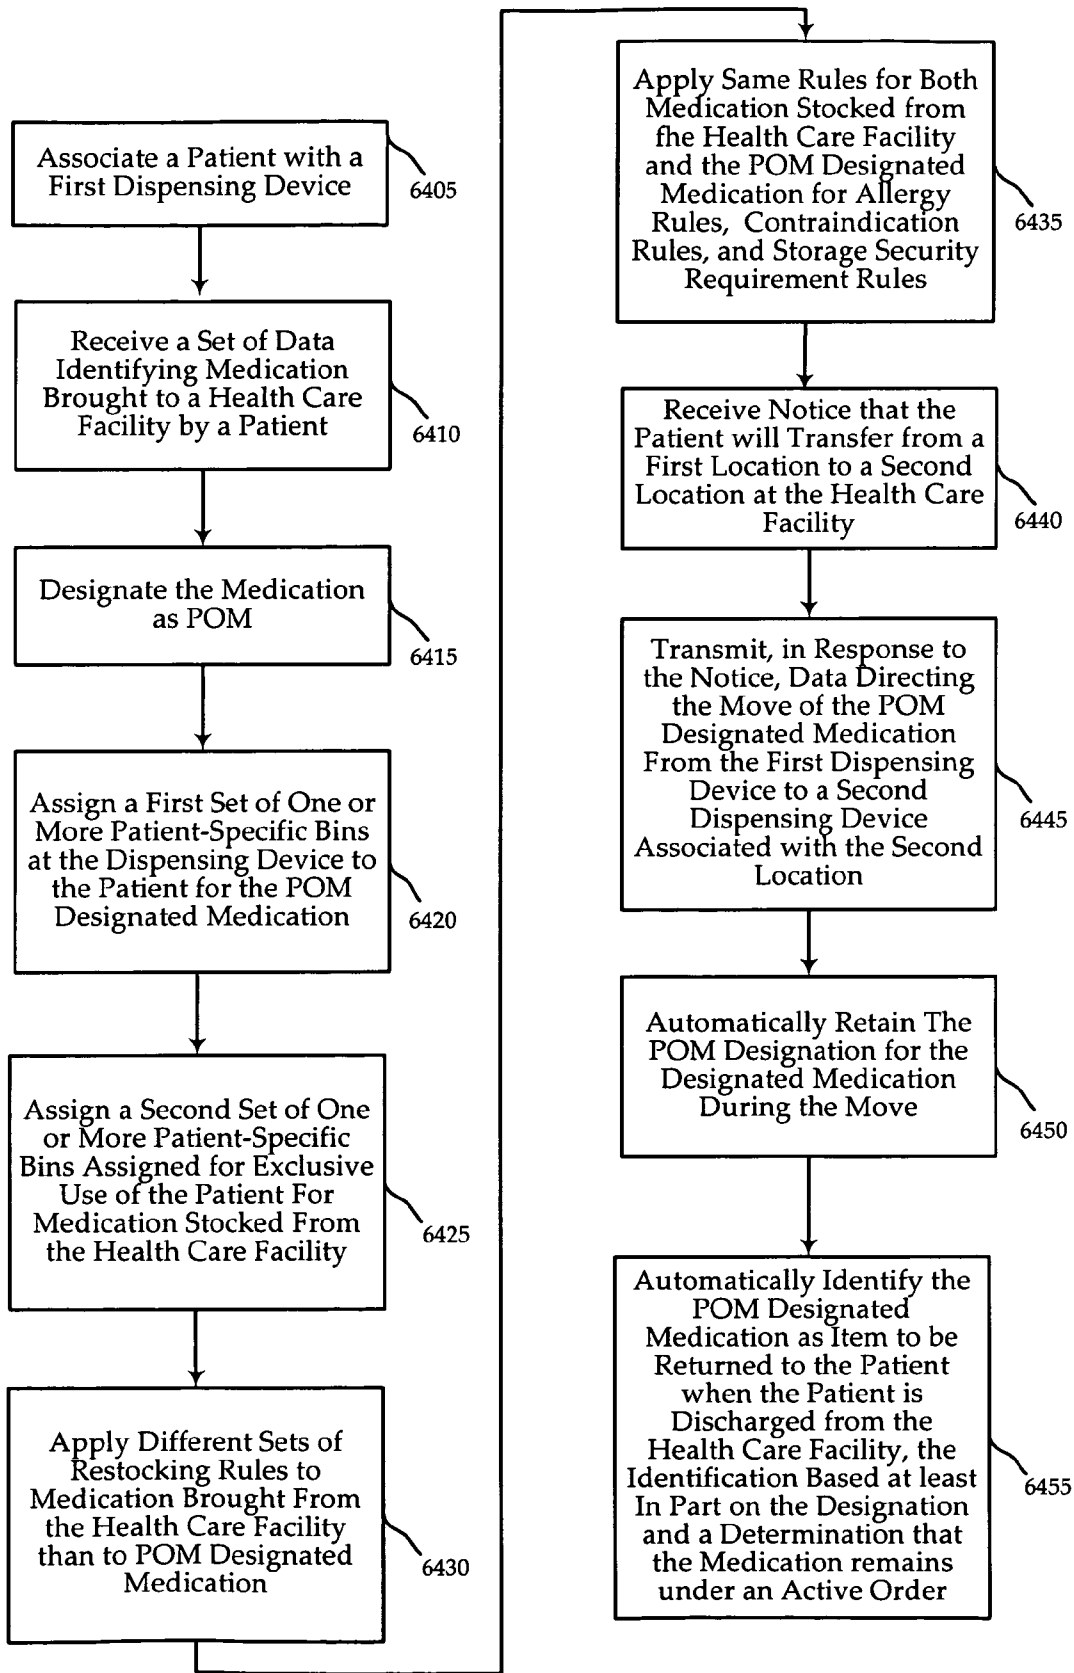 Associate a Patient with a
First Dispensing Device
6405
Receive a Set of Data
Identifying Medication
Brought to a Health Care
Facility by a Patient
6410
Designate the Medication
as POM
6415
Assign a First Set of One or
More Patient-Specific Bins
at the Dispensing Device to
the Patient for the POM
Designated Medication
6420
Assign a Second Set of One
or More Patient-Specific
Bins Assigned for Exclusive
Use of the Patient For
Medication Stocked From
the Health Care Facility
6425
Apply Different Sets of
Restocking Rules to
Medication Brought From
the Health Care Facility
than to POM Designated
Medication
6430
Apply Same Rules for Both
Medication Stocked from
fhe Health Care Facility
and the POM Designated
Medication for Allergy
Rules, Contraindication
Rules, and Storage Security
Requirement Rules
6435
Receive Notice that the
Patient will Transfer from a
First Location to a Second
Location at the Health Care
Facility
6440
Transmit, in Response to
the Notice, Data Directing
the Move of the POM
Designated Medication
From the First Dispensing
Device to a Second
Dispensing Device
Associated with the Second
Location
6445
Automatically Retain The
POM Designation for the
Designated Medication
During the Move
6450
Automatically Identify the
POM Designated
Medication as Item to be
Returned to the Patient
when the Patient is
Discharged from the
Health Care Facility, the
Identification Based at least
In Part on the Designation
and a Determination that
the Medication remains
under an Active Order
6455